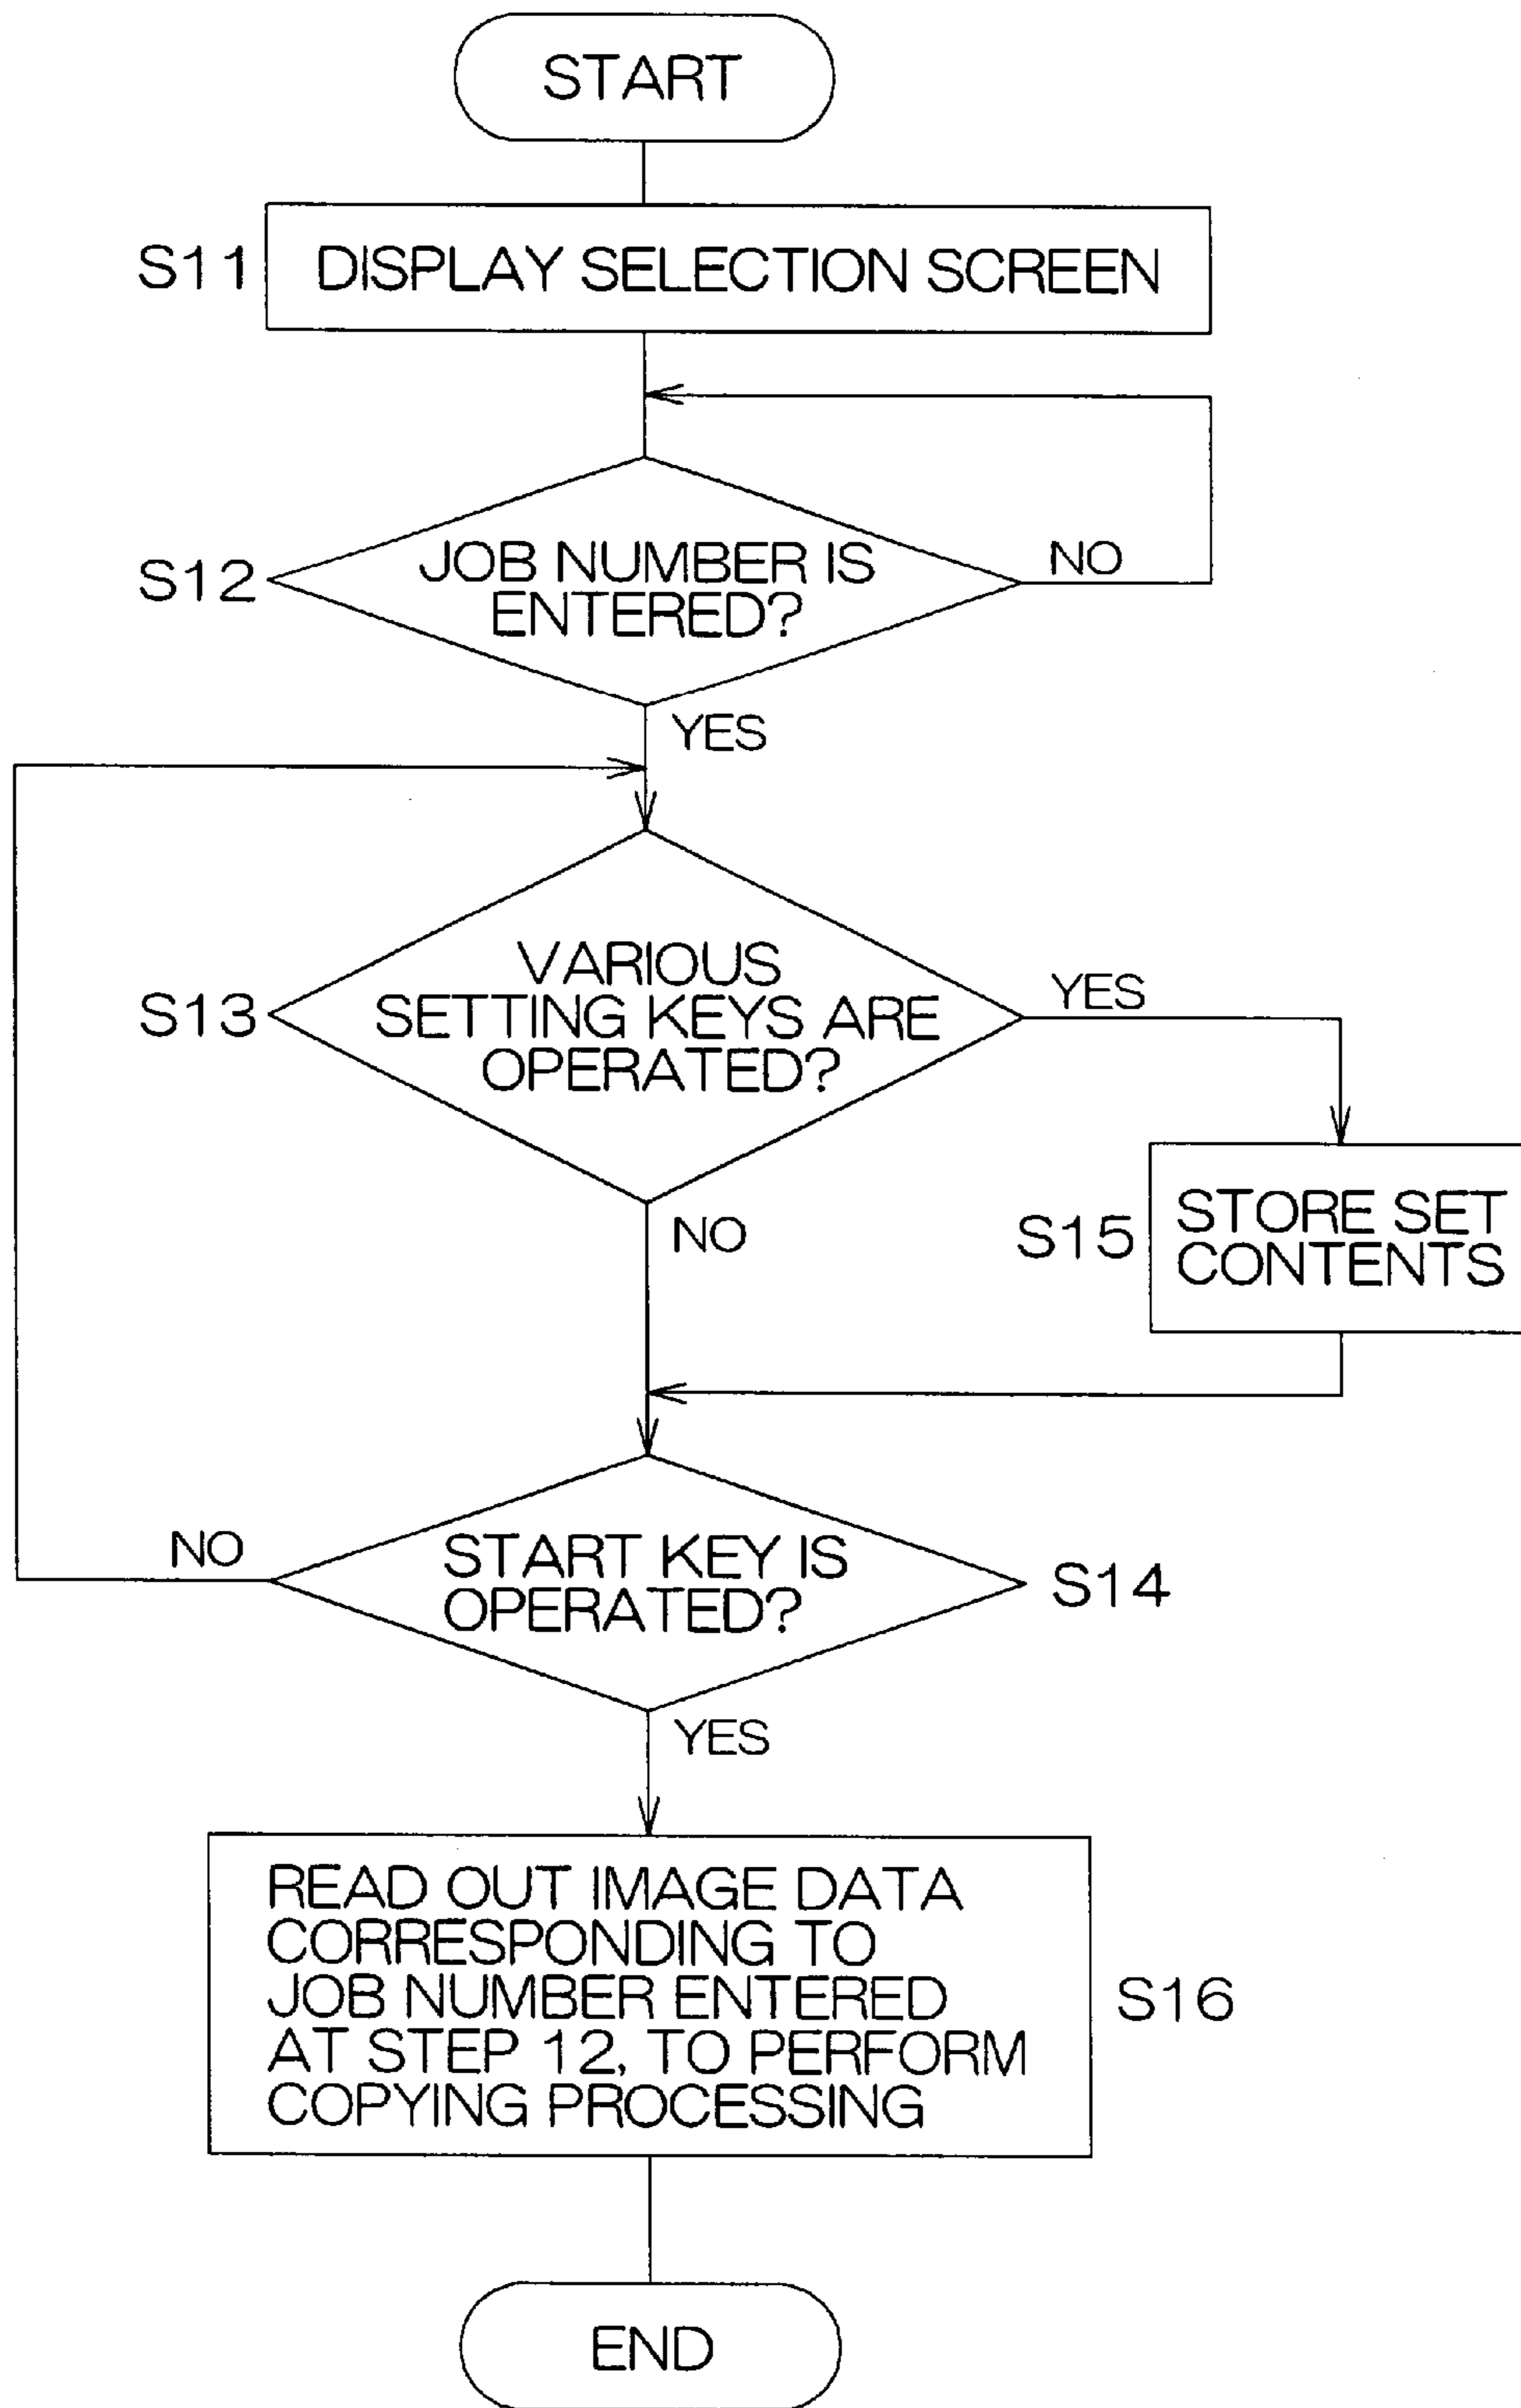 START
S11
DISPLAY SELECTION SCREEN
S12
JOB NUMBER IS
ENTERED?
NO
YES
S13
VARIOUS
SETTING KEYS ARE
OPERATED?
YES
NO
S15
STORE SET
CONTENTS
NO
START KEY IS
OPERATED?
S14
YES
READ OUT IMAGE DATA
CORRESPONDING TO
JOB NUMBER ENTERED
AT STEP 12, TO PERFORM
COPYING PROCESSING
S16
END